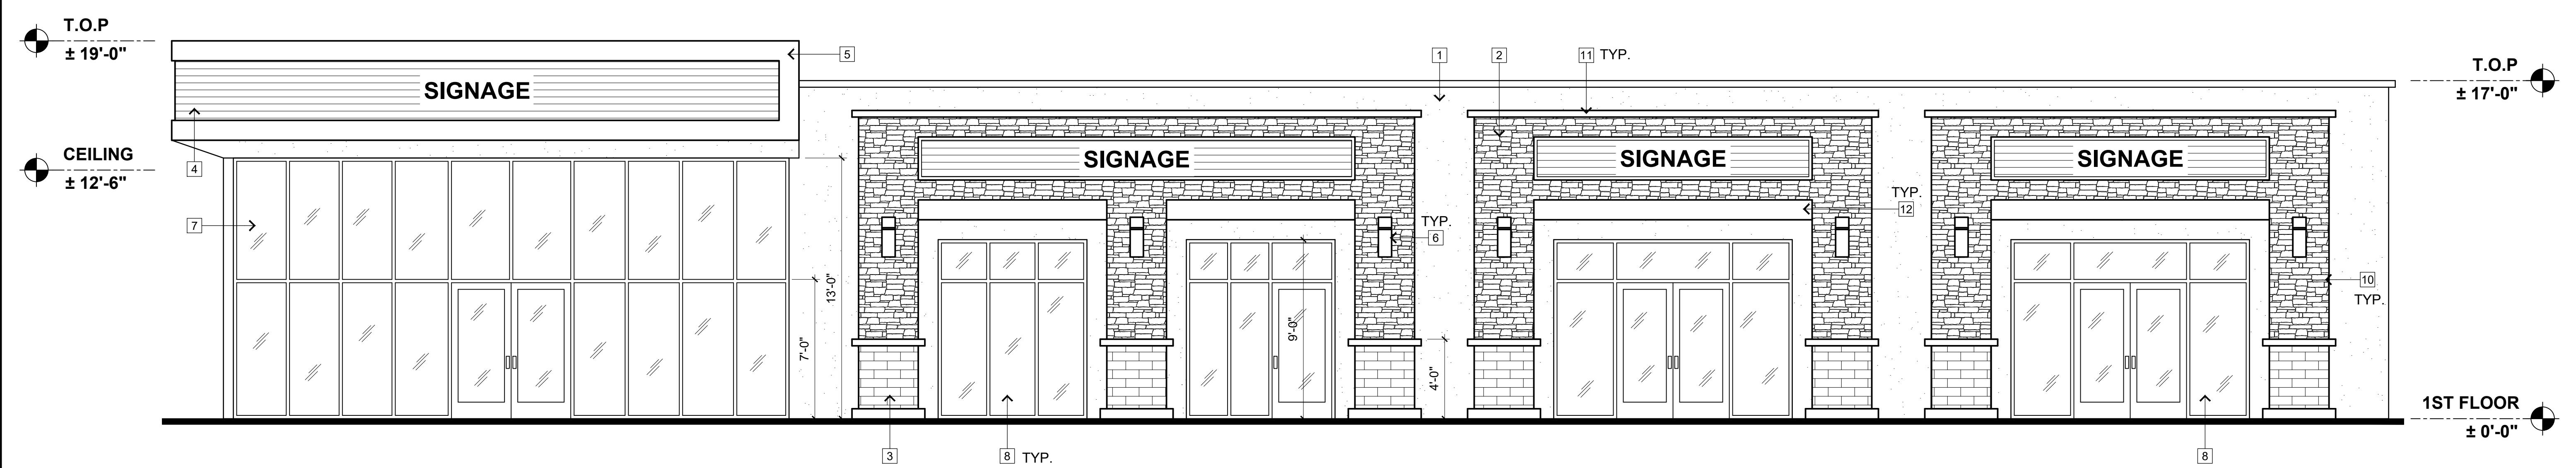 T.O.P
± 19'-0"
CEILING
± 12'-6"
SIGNAGE
5
4
7
13'-0"
7'-0"
SIGNAGE
3
8 TYP.
9'-0"
TYP.
6
4'-0"
1
2
11 TYP.
SIGNAGE
TYP.
12
SIGNAGE
10
TYP.
8
T.O.P
± 17'-0"
1ST FLOOR
± 0'-0"